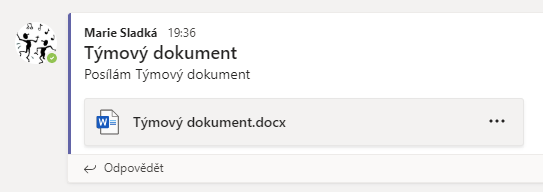 Marie Sladká 19:36
Týmový dokument
Posílám Týmový dokument
Týmový dokument.docx
Odpovědět